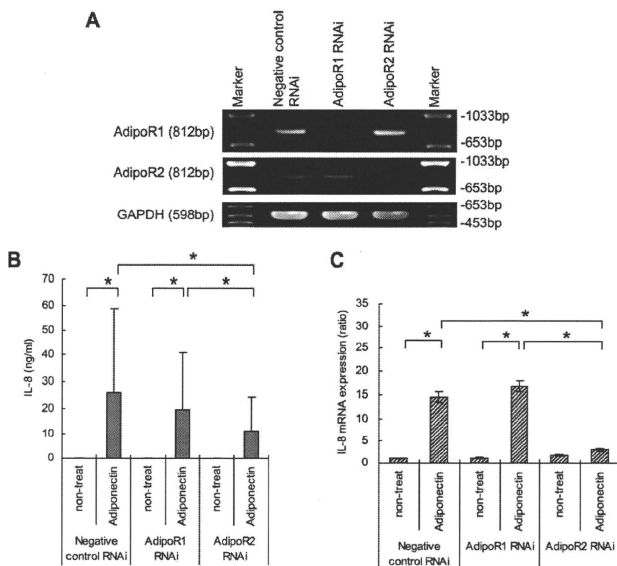 A
Marker
Negative control RNAi
AdipoR1 RNAi
AdipoR2 RNAi
Marker
AdipoR1 (812bp)
-1033bp
-653bp
AdipoR2 (812bp)
-1033bp
-653bp
GAPDH (598bp)
-653bp
-453bp
B
IL-8 (ng/ml)
70
60
50
40
30
20
10
0
* * * * *
non-treat
Adiponectin
non-treat
Adiponectin
non-treat
Adiponectin
Negative control RNAi
AdipoR1 RNAi
AdipoR2 RNAi
C
IL-8 mRNA expression (ratio)
35
30
25
20
15
10
5
0
* * * *
non-treat
Adiponectin
non-treat
Adiponectin
non-treat
Adiponectin
Negative control RNAi
AdipoR1 RNAi
AdipoR2 RNAi